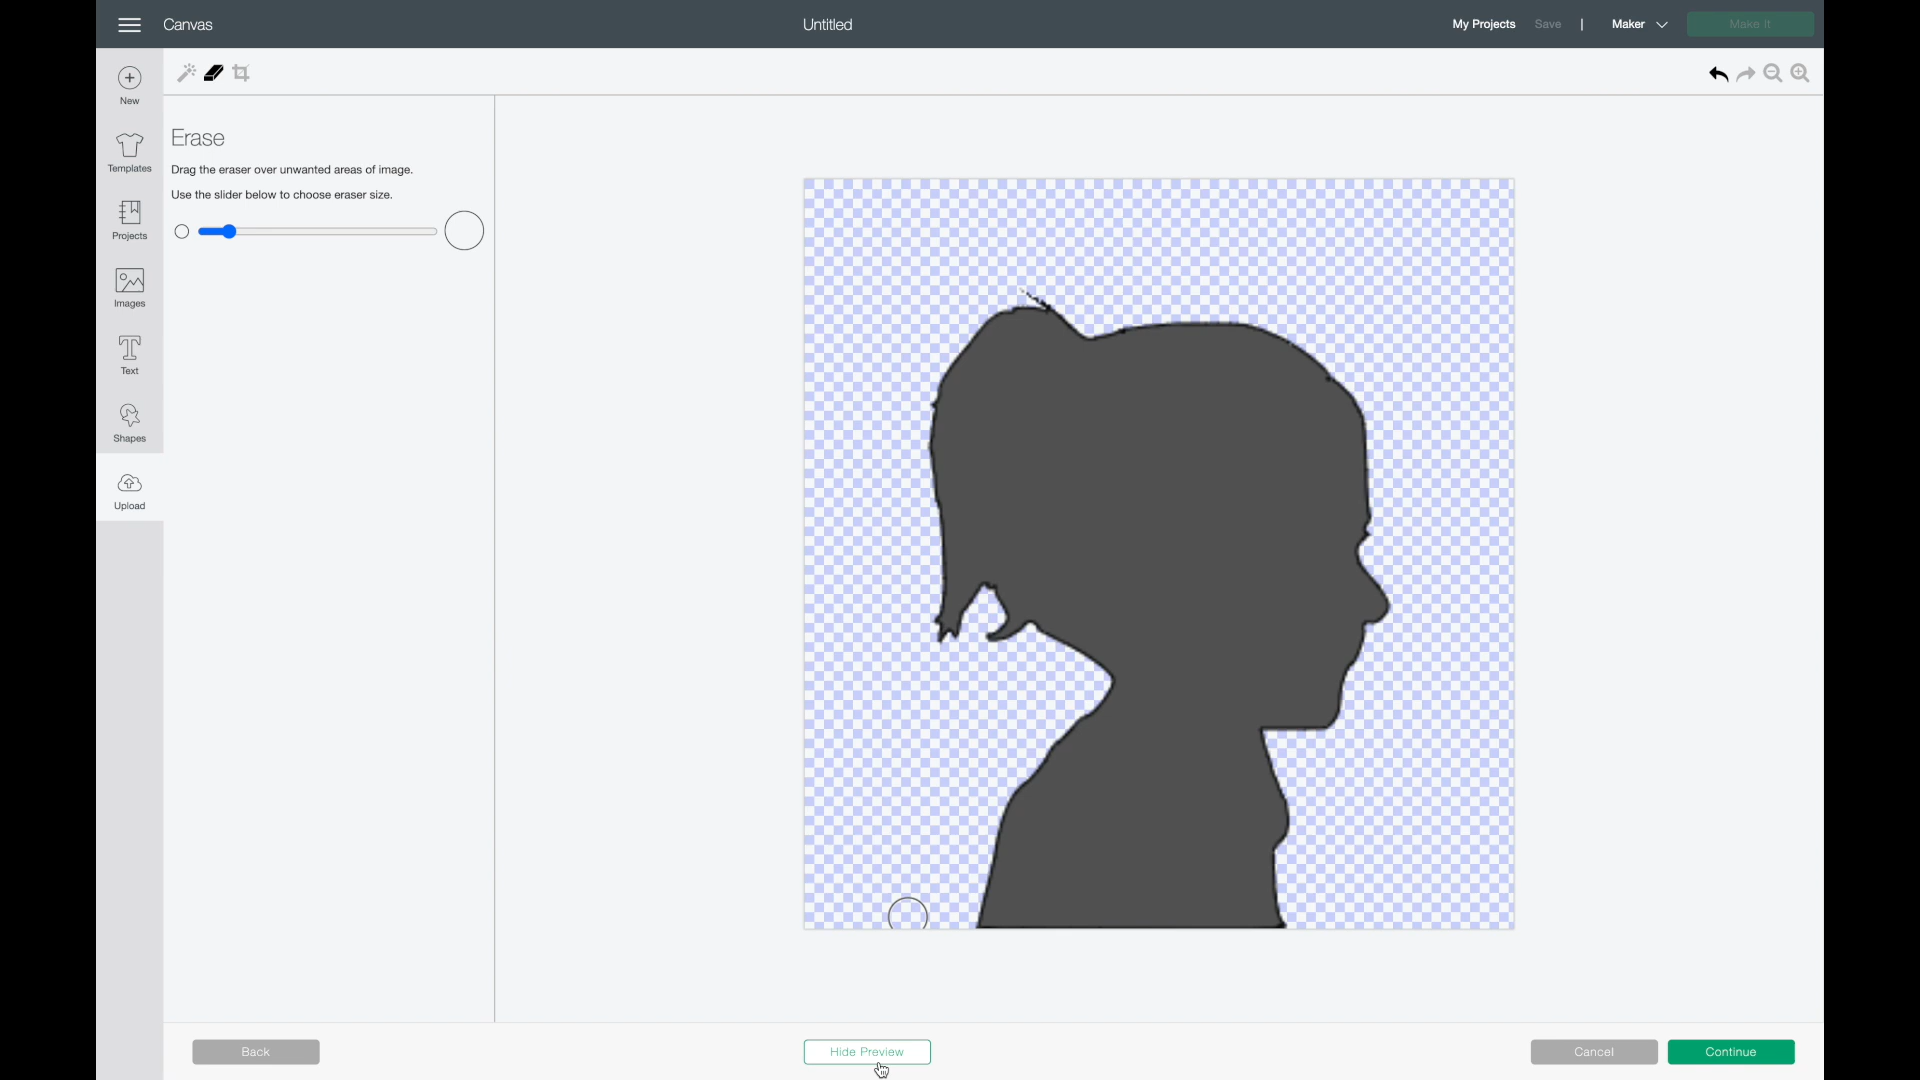 Canvas
Untitled
My Projects Save | Maker Make It
New
Templates
Projects
Images
Text
Shapes
Upload
Erase
Drag the eraser over unwanted areas of image.
Use the slider below to choose eraser size.
Back
Hide Preview
Cancel
Continue